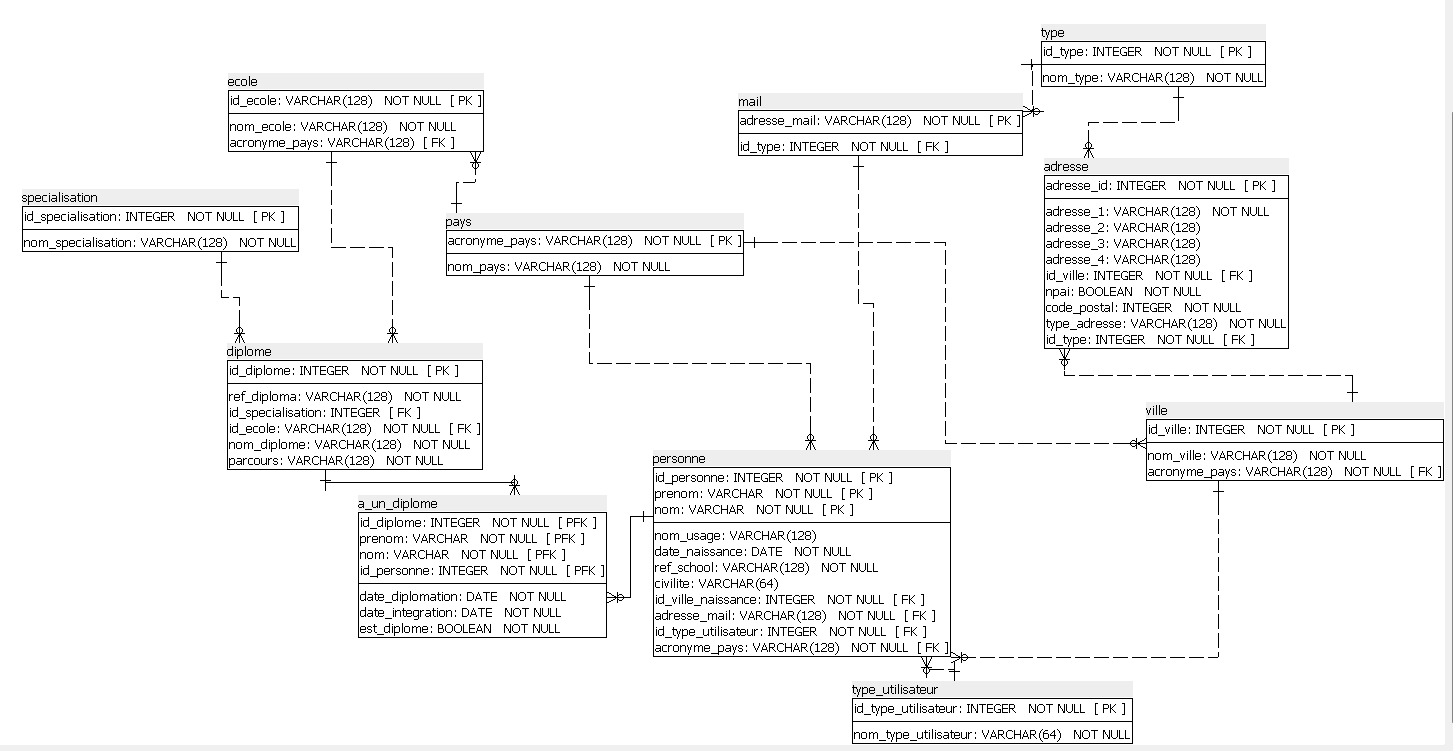 type
id_type: INTEGER NOT NULL [ PK ]
nom_type: VARCHAR(128) NOT NULL
ecole
id_ecole: VARCHAR(128) NOT NULL [ PK ]
nom_ecole: VARCHAR(128) NOT NULL
acronyme_pays: VARCHAR(128) [ FK ]
mail
adresse_mail: VARCHAR(128) NOT NULL [ PK ]
id_type: INTEGER NOT NULL [ FK ]
adresse
adresse_id: INTEGER NOT NULL [ PK ]
adresse_1: VARCHAR(128) NOT NULL
adresse_2: VARCHAR(128)
adresse_3: VARCHAR(128)
adresse_4: VARCHAR(128)
id_ville: INTEGER NOT NULL [ FK ]
npai: BOOLEAN NOT NULL
code_postal: INTEGER NOT NULL
type_adresse: VARCHAR(128) NOT NULL
id_type: INTEGER NOT NULL [ FK ]
specialisation
id_specialisation: INTEGER NOT NULL [ PK ]
nom_specialisation: VARCHAR(128) NOT NULL
pays
acronyme_pays: VARCHAR(128) NOT NULL [ PK ]
nom_pays: VARCHAR(128) NOT NULL
diplome
id_diplome: INTEGER NOT NULL [ PK ]
ref_diploma: VARCHAR(128) NOT NULL
id_specialisation: INTEGER [ FK ]
id_ecole: VARCHAR(128) NOT NULL [ FK ]
nom_diplome: VARCHAR(128) NOT NULL
parcours: VARCHAR(128) NOT NULL
ville
id_ville: INTEGER NOT NULL [ PK ]
nom_ville: VARCHAR(128) NOT NULL
acronyme_pays: VARCHAR(128) NOT NULL [ FK ]
personne
id_personne: INTEGER NOT NULL [ PK ]
prenom: VARCHAR NOT NULL [ PK ]
nom: VARCHAR NOT NULL [ PK ]
nom_usage: VARCHAR(128)
date_naissance: DATE NOT NULL
ref_school: VARCHAR(128) NOT NULL
civilite: VARCHAR(64)
id_ville_naissance: INTEGER NOT NULL [ FK ]
adresse_mail: VARCHAR(128) NOT NULL [ FK ]
id_type_utilisateur: INTEGER NOT NULL [ FK ]
acronyme_pays: VARCHAR(128) NOT NULL [ FK ]
a_un_diplome
id_diplome: INTEGER NOT NULL [ PFK ]
prenom: VARCHAR NOT NULL [ PFK ]
nom: VARCHAR NOT NULL [ PFK ]
id_personne: INTEGER NOT NULL [ PFK ]
date_diplomation: DATE NOT NULL
date_integration: DATE NOT NULL
est_diplome: BOOLEAN NOT NULL
type_utilisateur
id_type_utilisateur: INTEGER NOT NULL [ PK ]
nom_type_utilisateur: VARCHAR(64) NOT NULL